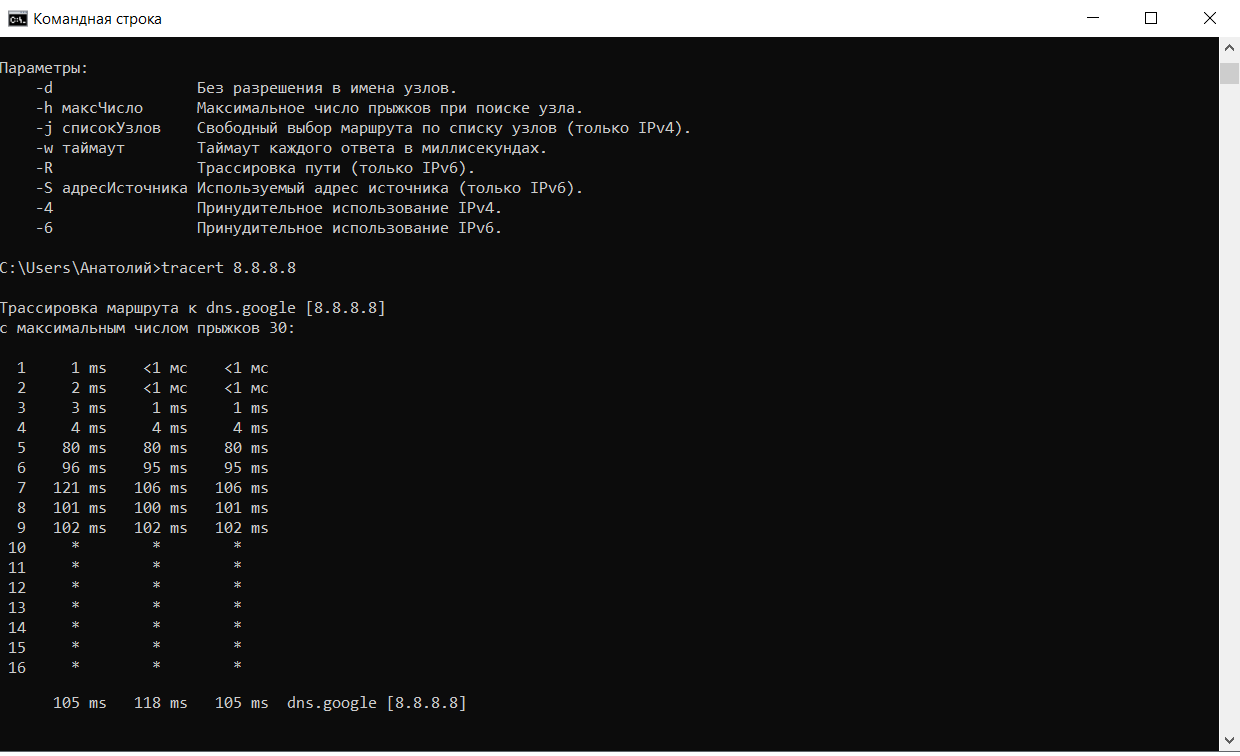 Командная строка
Параметры:
-d Без разрешения в имена узлов.
-h максЧисло Максимальное число прыжков при поиске узла.
-j списокУзлов Свободный выбор маршрута по списку узлов (только IPv4).
-w таймаут Таймаут каждого ответа в миллисекундах.
-R Трассировка пути (только IPv6).
-S адресИсточника Используемый адрес источника (только IPv6).
-4 Принудительное использование IPv4.
-6 Принудительное использование IPv6.
C:\Users\Анатолий>tracert 8.8.8.8
Трассировка маршрута к dns.google [8.8.8.8]
с максимальным числом прыжков 30:
1 1 ms <1 мс <1 мс
2 2 ms <1 мс <1 мс
3 3 ms 1 ms 1 ms
4 4 ms 4 ms 4 ms
5 80 ms 80 ms 80 ms
6 96 ms 95 ms 95 ms
7 121 ms 106 ms 106 ms
8 101 ms 100 ms 101 ms
9 102 ms 102 ms 102 ms
10 * * *
11 * * *
12 * * *
13 * * *
14 * * *
15 * * *
16 * * *
105 ms 118 ms 105 ms dns.google [8.8.8.8]